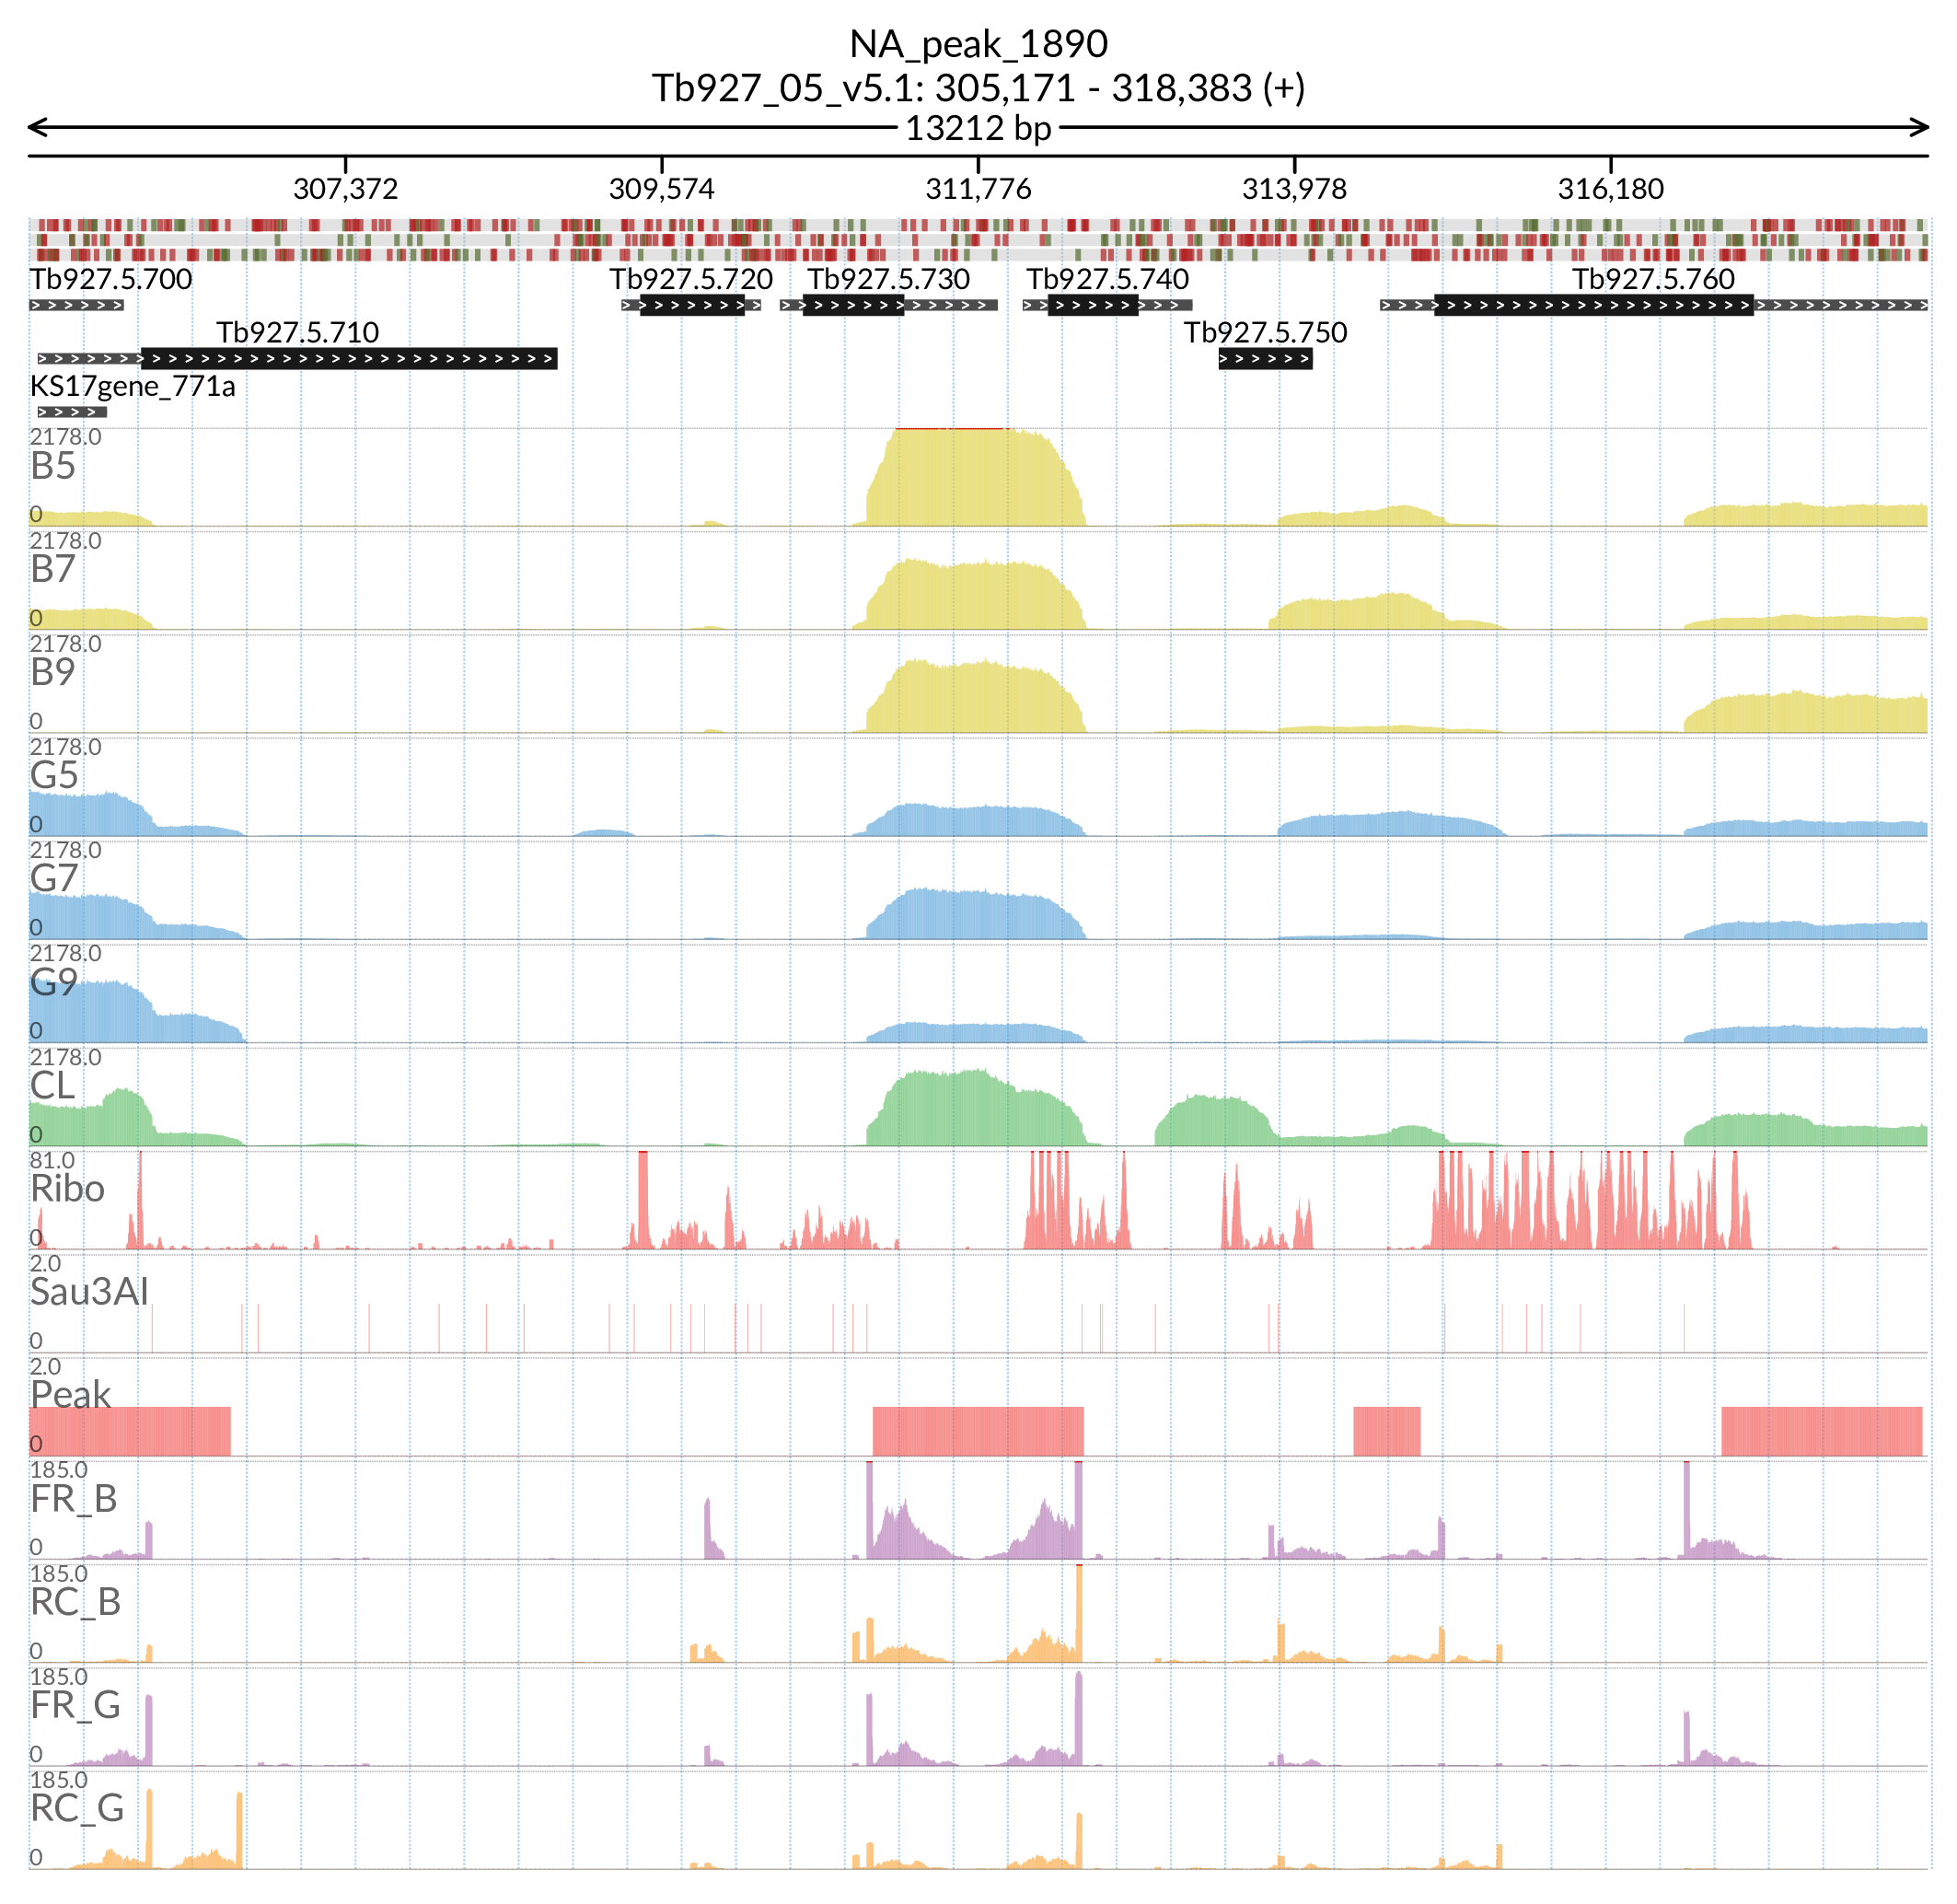 NA_peak_1890
Tb927_05_v5.1: 305,171 - 318,383 (+)
13212 bp
307,372 309,574 311,776 313,978 316,180
Tb927.5.700 Tb927.5.720 Tb927.5.730 Tb927.5.740 Tb927.5.760
Tb927.5.710 Tb927.5.750
KS17gene_771a
2178.0
B5
0
2178.0
B7
0
2178.0
B9
0
2178.0
G5
0
2178.0
G7
0
2178.0
G9
0
2178.0
CL
0
81.0
Ribo
0
2.0
Sau3AI
0
2.0
Peak
0
185.0
FR_B
0
185.0
RC_B
0
185.0
FR_G
0
185.0
RC_G
0